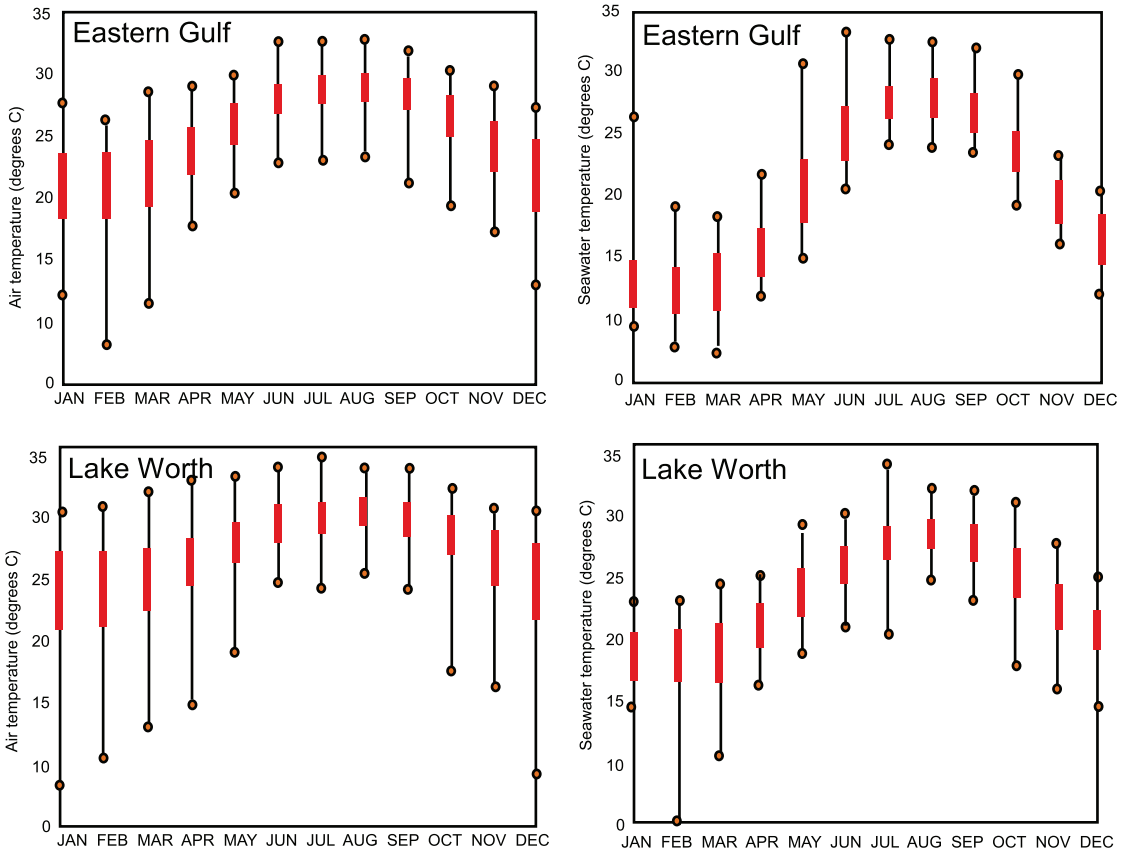 Eastern Gulf
Air temperature (degrees C)
35
30
25
20
15
10
0
JAN FEB MAR APR MAY JUN JUL AUG SEP OCT NOV DEC
Eastern Gulf
Seawater temperature (degrees C)
35
30
25
20
15
10
0
JAN FEB MAR APR MAY JUN JUL AUG SEP OCT NOV DEC
Lake Worth
Air temperature (degrees C)
35
30
25
20
15
10
0
JAN FEB MAR APR MAY JUN JUL AUG SEP OCT NOV DEC
Lake Worth
Seawater temperature (degrees C)
35
30
25
20
15
10
0
JAN FEB MAR APR MAY JUN JUL AUG SEP OCT NOV DEC